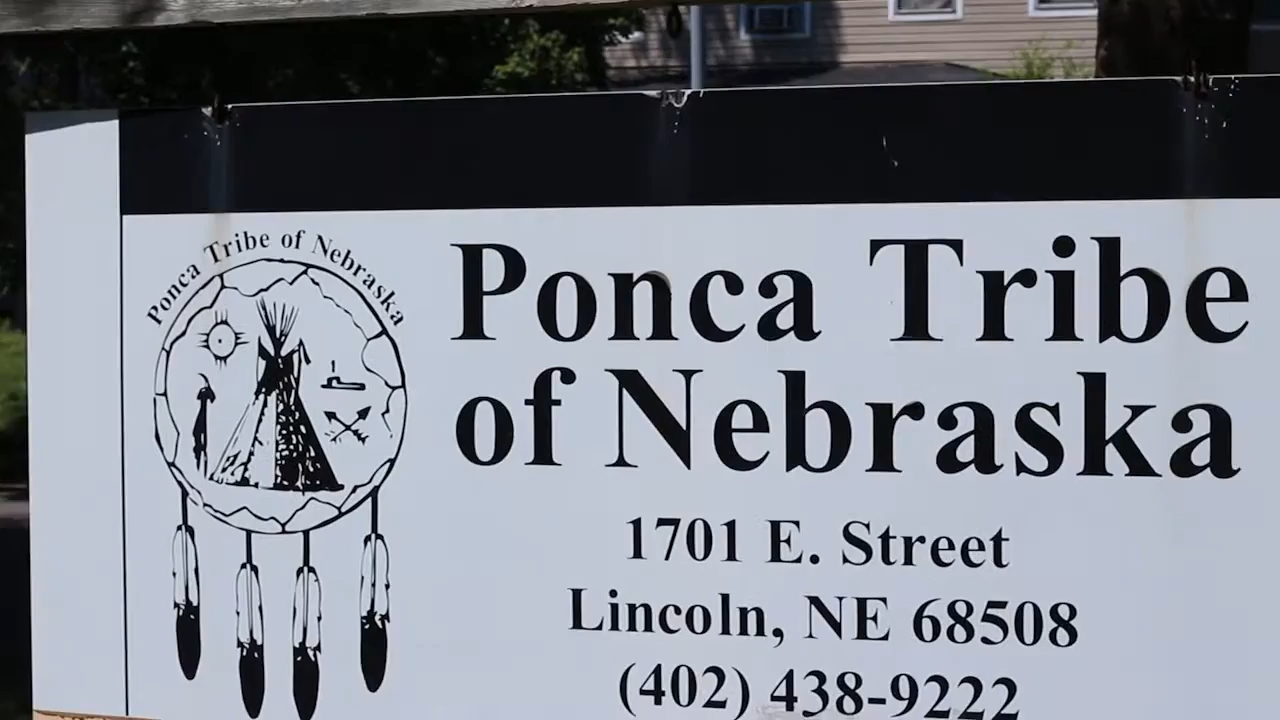 Ponca Tribe of Nebraska
Ponca Tribe
of Nebraska
1701 E. Street
Lincoln, NE 68508
(402) 438-9222